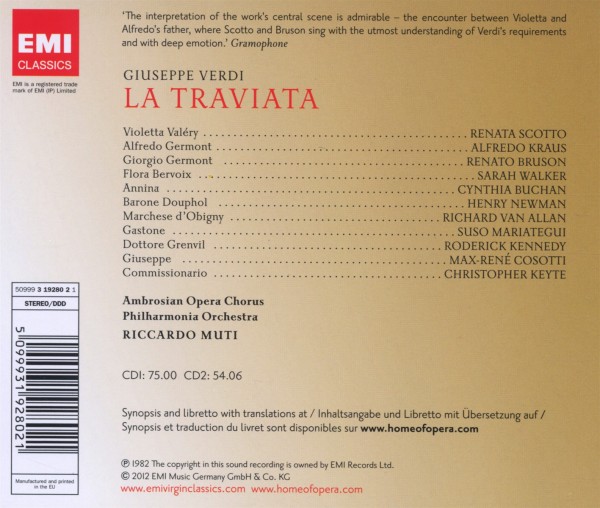 EMI
CLASSICS
EMI is a registered trade
mark of EMI (IP) Limited
‘The interpretation of the work’s central scene is admirable – the encounter between Violetta and
Alfredo’s father, where Scotto and Bruson sing with the utmost understanding of Verdi’s requirements
and with deep emotion.’ Gramophone
GIUSEPPE VERDI
LA TRAVIATA
Violetta Valéry ........ RENATA SCOTTO
Alfredo Germont ........ ALFREDO KRAUS
Giorgio Germont ........ RENATO BRUSON
Flora Bervoix ........ SARAH WALKER
Annina ........ CYNTHIA BUCHAN
Barone Douphol ........ HENRY NEWMAN
Marchese d’Obigny ........ RICHARD VAN ALLAN
Gastone ........ SUSO MARIATEGUI
Dottore Grenvil ........ RODERICK KENNEDY
Giuseppe ........ MAX-RENÉ COSOTTI
Commissionario ........ CHRISTOPHER KEYTE
Ambrosian Opera Chorus
Philharmonia Orchestra
RICCARDO MUTI
CD1: 75.00 CD2: 54.06
Synopsis and libretto with translations at / Inhaltsangabe und Libretto mit Übersetzung auf /
Synopsis et traduction du livret sont disponibles sur www.homeofopera.com
℗ 1982 The copyright in this sound recording is owned by EMI Records Ltd.
© 2012 EMI Music Germany GmbH & Co. KG
www.emivirginclassics.com www.homeofopera.com
50999 3 19280 2 1
STEREO/DDD
5 099931 928021
Manufactured and printed
in the EU